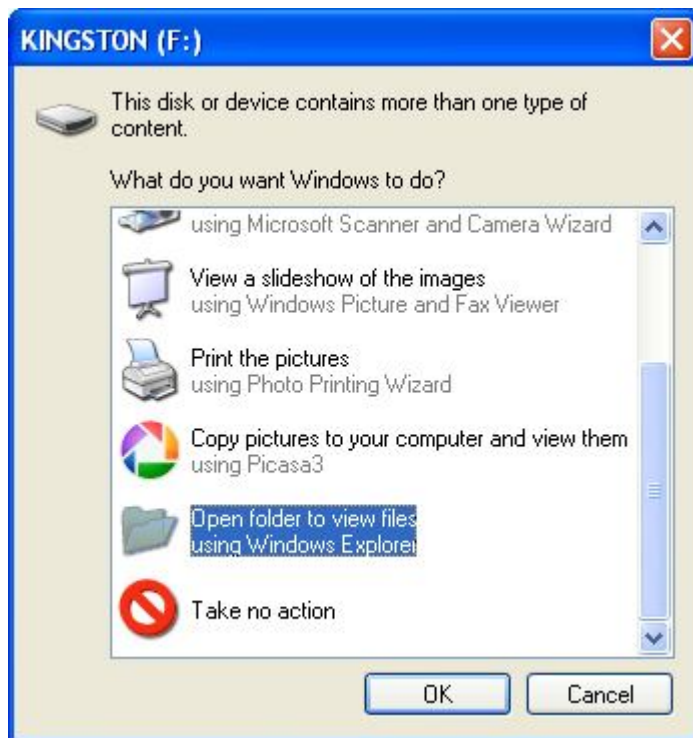 KINGSTON (F:)
This disk or device contains more than one type of
content.
What do you want Windows to do?
using Microsoft Scanner and Camera Wizard
View a slideshow of the images
using Windows Picture and Fax Viewer
Print the pictures
using Photo Printing Wizard
Copy pictures to your computer and view them
using Picasa3
Open folder to view files
using Windows Explorer
Take no action
OK
Cancel